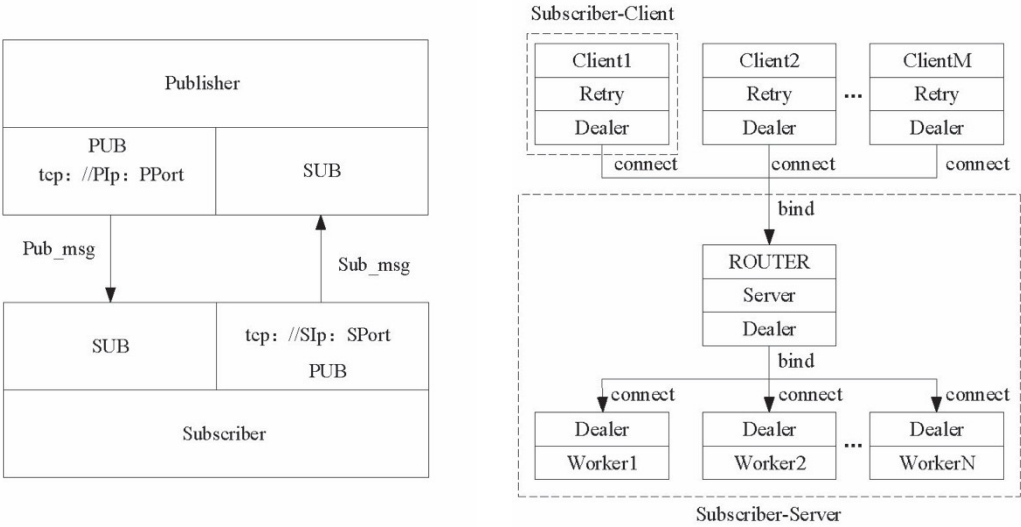 Publisher
PUB
tcp：//PIp：PPort
SUB
Pub_msg
Sub_msg
SUB
tcp：//SIp：SPort
PUB
Subscriber
Subscriber-Client
Client1
Retry
Dealer
Client2
Retry
Dealer
...
ClientM
Retry
Dealer
connect
connect
connect
bind
ROUTER
Server
Dealer
bind
connect
connect
connect
Dealer
Worker1
Dealer
Worker2
...
Dealer
WorkerN
Subscriber-Server